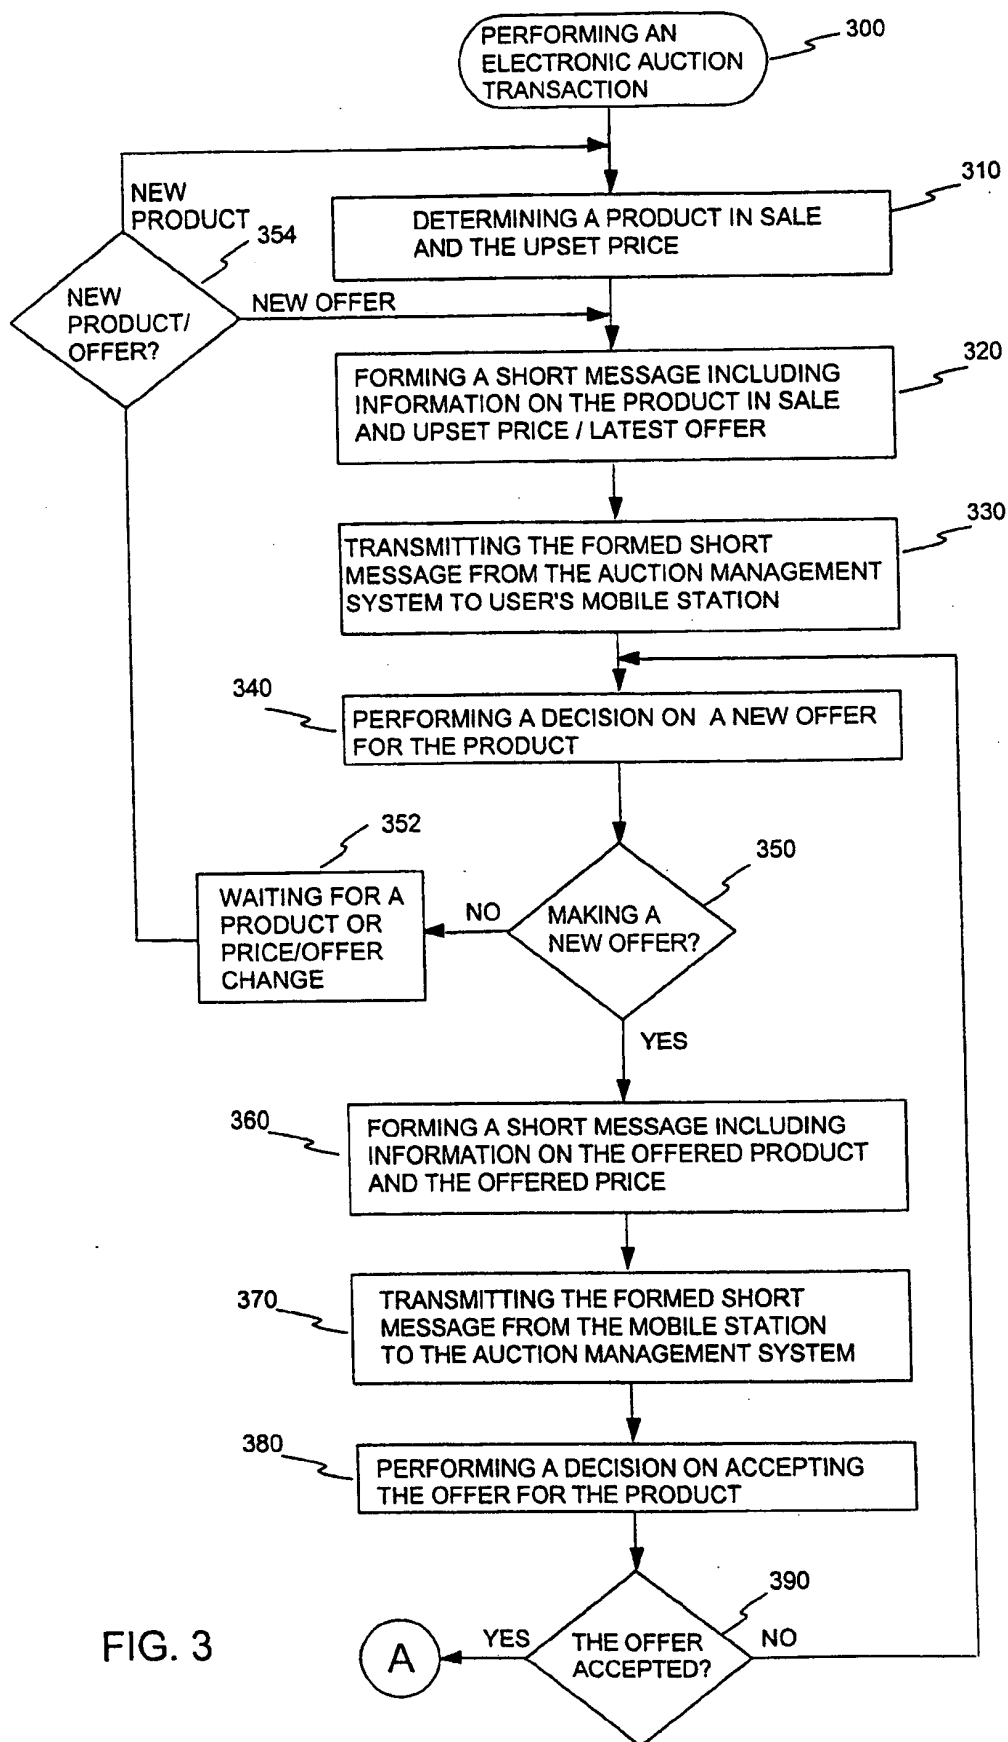 PERFORMING AN
ELECTRONIC AUCTION
TRANSACTION
300
NEW
PRODUCT
354
310
DETERMINING A PRODUCT IN SALE
AND THE UPSET PRICE
NEW
PRODUCT/
OFFER?
NEW OFFER
320
FORMING A SHORT MESSAGE INCLUDING
INFORMATION ON THE PRODUCT IN SALE
AND UPSET PRICE / LATEST OFFER
330
TRANSMITTING THE FORMED SHORT
MESSAGE FROM THE AUCTION MANAGEMENT
SYSTEM TO USER'S MOBILE STATION
340
PERFORMING A DECISION ON A NEW OFFER
FOR THE PRODUCT
352
350
WAITING FOR A
PRODUCT OR
PRICE/OFFER
CHANGE
NO
MAKING A
NEW OFFER?
YES
360
FORMING A SHORT MESSAGE INCLUDING
INFORMATION ON THE OFFERED PRODUCT
AND THE OFFERED PRICE
370
TRANSMITTING THE FORMED SHORT
MESSAGE FROM THE MOBILE STATION
TO THE AUCTION MANAGEMENT SYSTEM
380
PERFORMING A DECISION ON ACCEPTING
THE OFFER FOR THE PRODUCT
390
FIG. 3
A
YES
THE OFFER
ACCEPTED?
NO